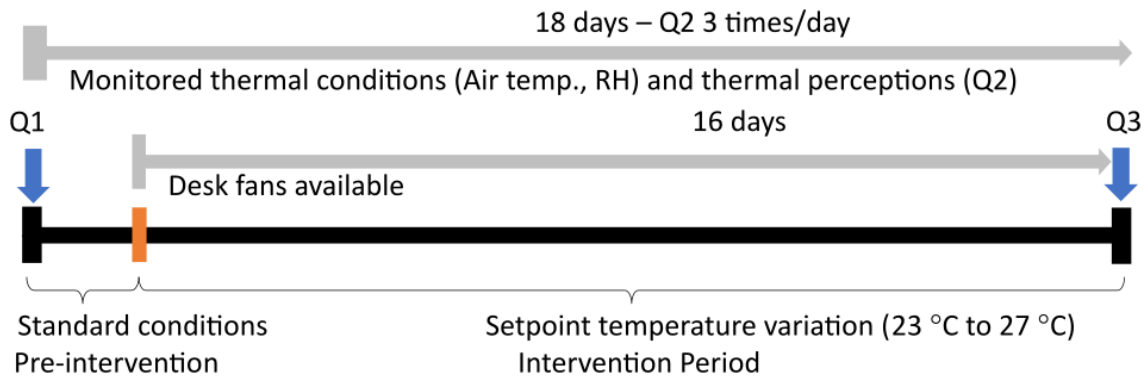 18 days – Q2 3 times/day
Monitored thermal conditions (Air temp., RH) and thermal perceptions (Q2)
Q1
16 days
Q3
Desk fans available
Standard conditions
Pre-intervention
Setpoint temperature variation (23 °C to 27 °C)
Intervention Period